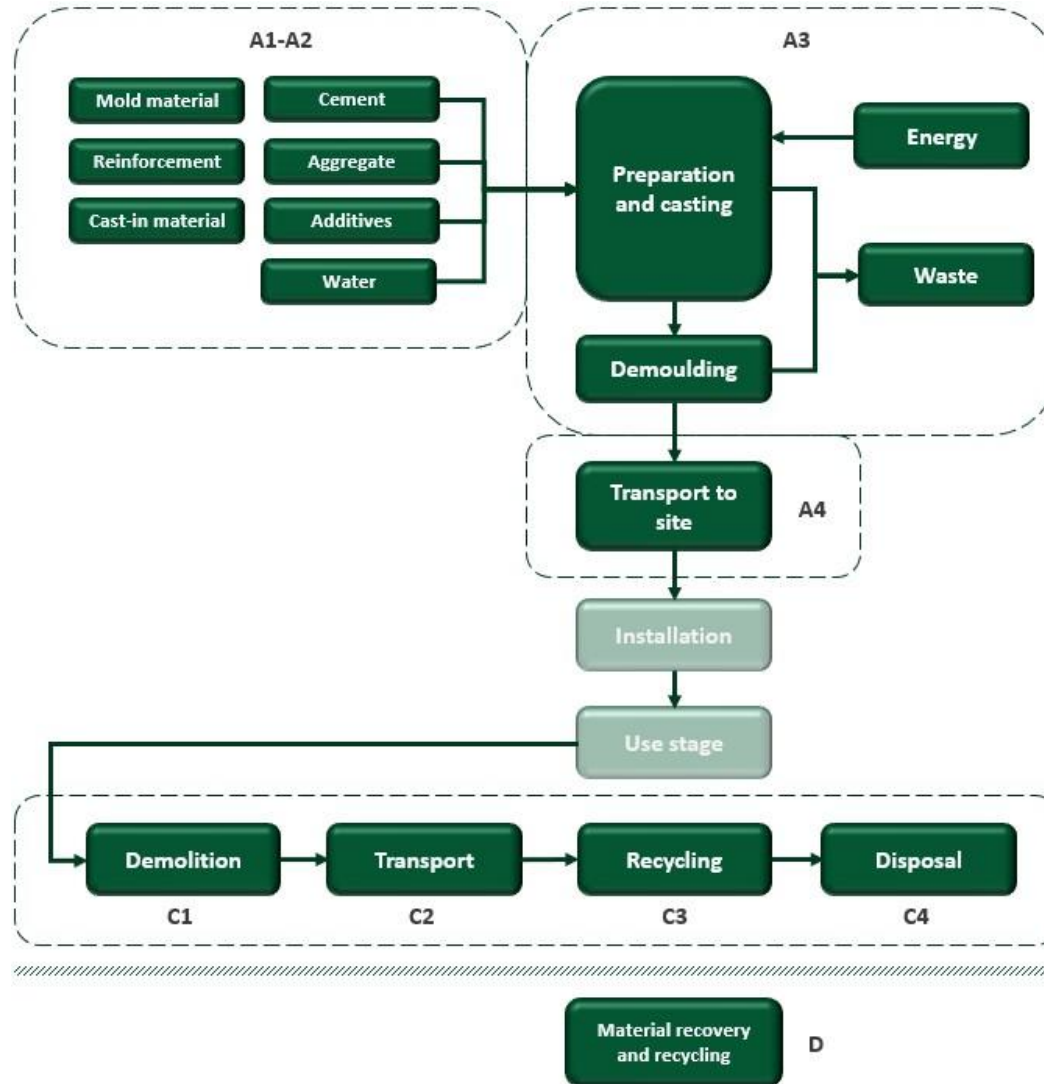 A1-A2
A3
Mold material
Cement
Reinforcement
Aggregate
Cast-in material
Additives
Water
Preparation
and casting
Energy
Waste
Demoulding
Transport to
site
A4
Installation
Use stage
Demolition
Transport
Recycling
Disposal
C1
C2
C3
C4
Material recovery
and recycling
D